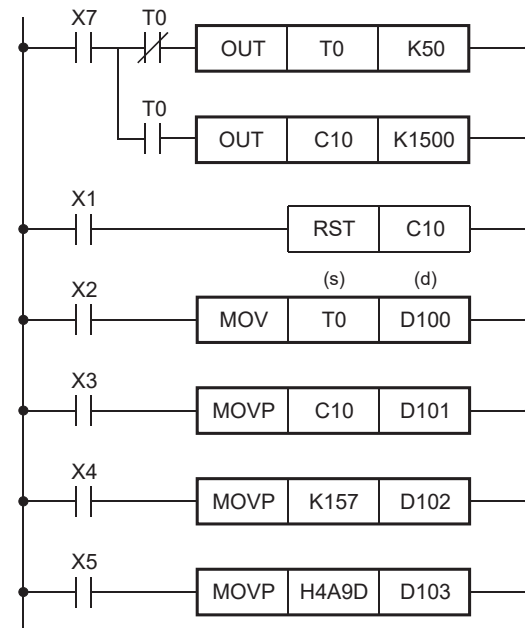 X7 T0
OUT T0 K50
T0
OUT C10 K1500
X1
RST C10
(s) (d)
X2
MOV T0 D100
X3
MOVP C10 D101
X4
MOVP K157 D102
X5
MOVP H4A9D D103